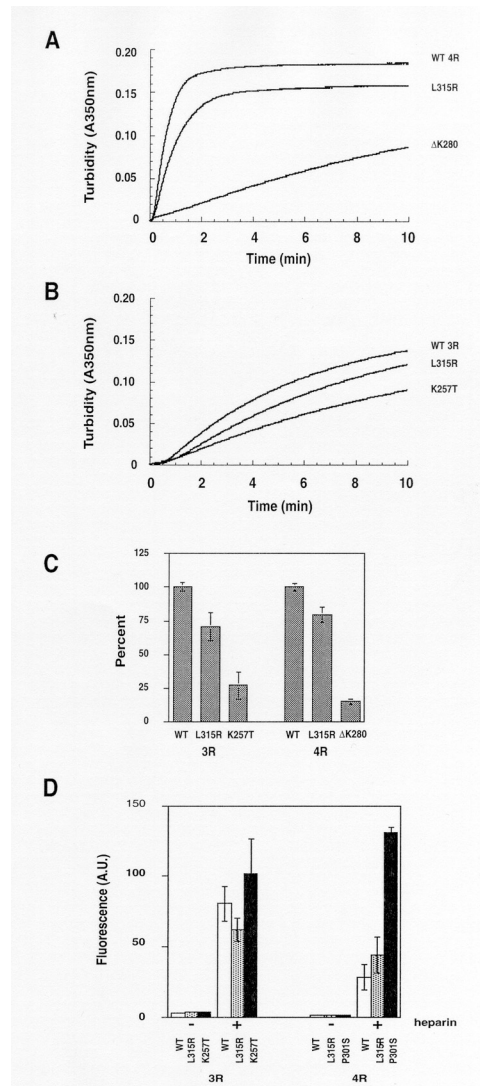 A
Turbidity (A350nm)
0.20
0.15
0.10
0.05
0
WT 4R
L315R
ΔK280
0 2 4 6 8 10
Time (min)
B
Turbidity (A350nm)
0.20
0.15
0.10
0.05
0
WT 3R
L315R
K257T
0 2 4 6 8 10
Time (min)
C
Percent
125
100
75
50
25
0
WT L315R K257T WT L315R ΔK280
3R 4R
D
Fluorescence (A.U.)
150
100
50
0
- + - + heparin
WT L315R K257T WT L315R K257T WT L315R P301S WT L315R P301S
3R 4R